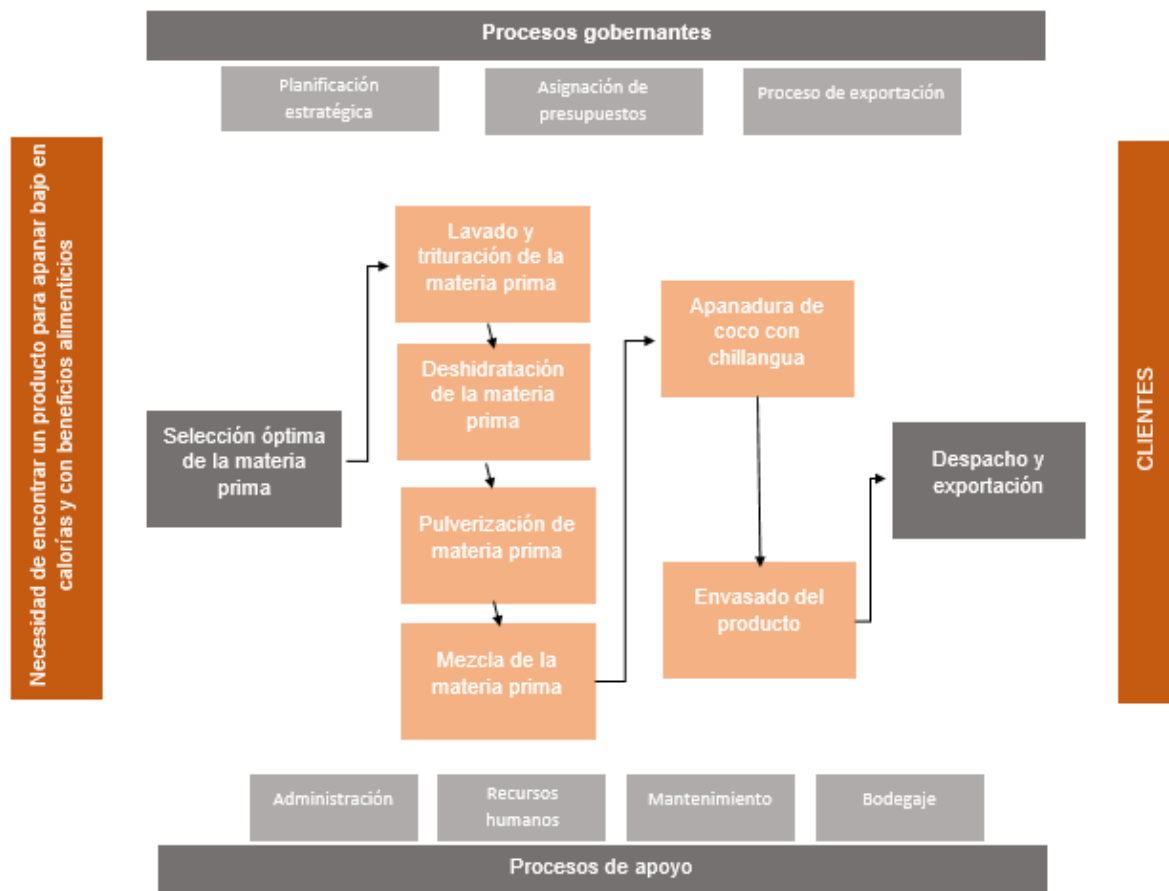 Procesos gobernantes
Planificación
estratégica
Asignación de
presupuestos
Proceso de exportación
Necesidad de encontrar un producto para apanar bajo en
calorías y con beneficios alimenticios
Selección óptima
de la materia
prima
Lavado y
trituración de la
materia prima
Deshidratación
de la materia
prima
Pulverización de
materia prima
Mezcla de la
materia prima
Apanadura de
coco con
chillangua
Envasado del
producto
Despacho y
exportación
CLIENTES
Administración
Recursos
humanos
Mantenimiento
Bodegaje
Procesos de apoyo